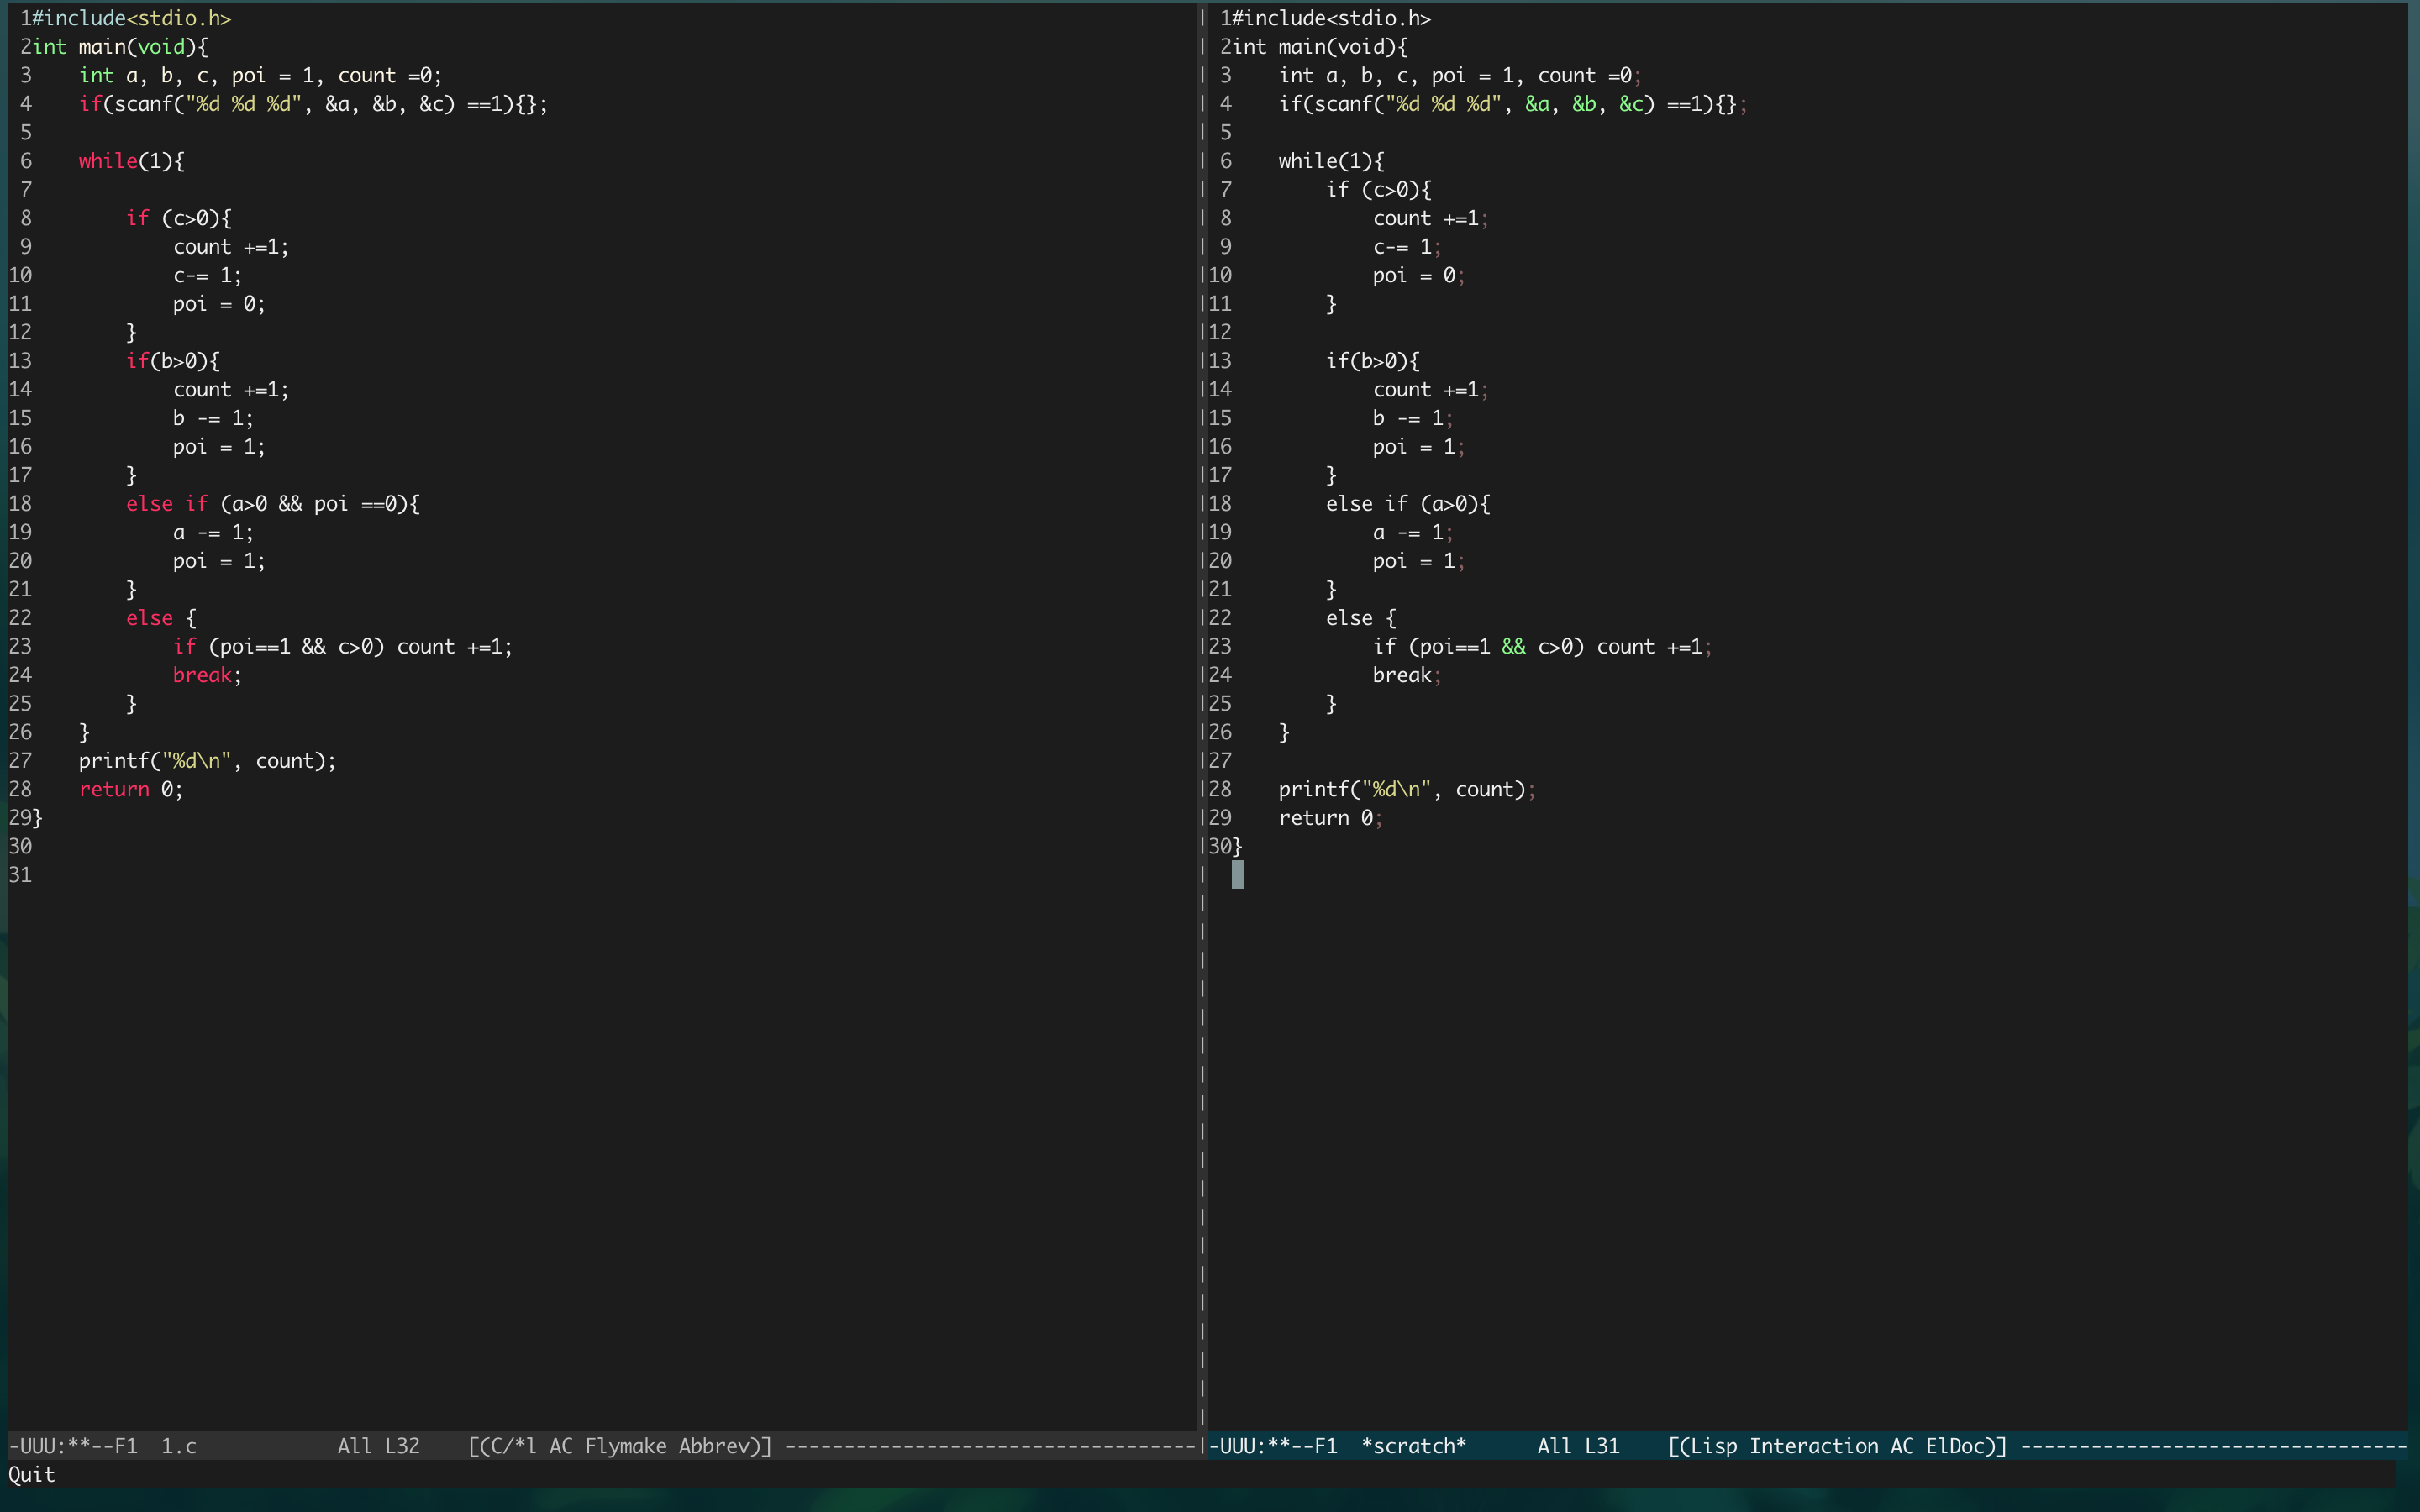 1#include<stdio.h>
2int main(void){
3    int a, b, c, poi = 1, count =0;
4    if(scanf("%d %d %d", &a, &b, &c) ==1){};
5
6    while(1){
7
8        if (c>0){
9            count +=1;
10            c-= 1;
11            poi = 0;
12        }
13        if(b>0){
14            count +=1;
15            b -= 1;
16            poi = 1;
17        }
18        else if (a>0 && poi ==0){
19            a -= 1;
20            poi = 1;
21        }
22        else {
23            if (poi==1 && c>0) count +=1;
24            break;
25        }
26    }
27    printf("%d\n", count);
28    return 0;
29}
30
31
-UUU:**--F1  1.c            All L32    [(C/*l AC Flymake Abbrev)] -----------------------------------
1#include<stdio.h>
2int main(void){
3    int a, b, c, poi = 1, count =0;
4    if(scanf("%d %d %d", &a, &b, &c) ==1){};
5
6    while(1){
7        if (c>0){
8            count +=1;
9            c-= 1;
10            poi = 0;
11        }
12
13        if(b>0){
14            count +=1;
15            b -= 1;
16            poi = 1;
17        }
18        else if (a>0){
19            a -= 1;
20            poi = 1;
21        }
22        else {
23            if (poi==1 && c>0) count +=1;
24            break;
25        }
26    }
27
28    printf("%d\n", count);
29    return 0;
30}
-UUU:**--F1  *scratch*      All L31    [(Lisp Interaction AC ElDoc)] ---------------------------------
Quit